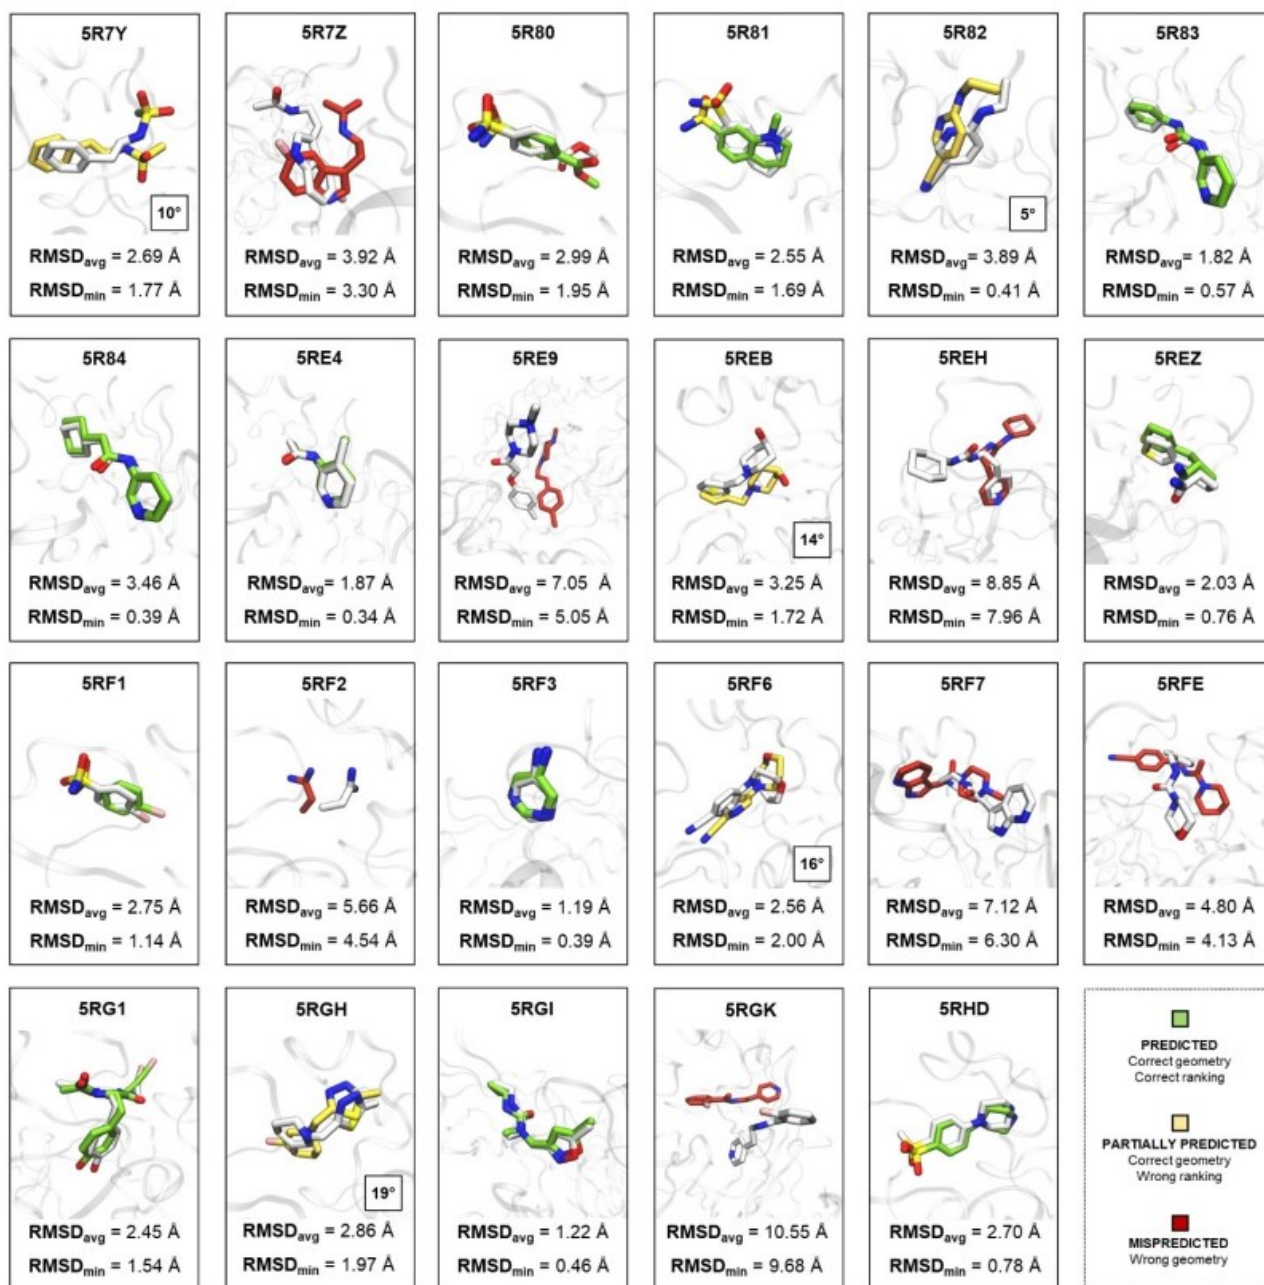 5R7Y
10°
RMSDavg = 2.69 Å
RMSDmin = 1.77 Å
5R7Z
RMSDavg = 3.92 Å
RMSDmin = 3.30 Å
5R80
RMSDavg = 2.99 Å
RMSDmin = 1.95 Å
5R81
RMSDavg = 2.55 Å
RMSDmin = 1.69 Å
5R82
5°
RMSDavg = 3.89 Å
RMSDmin = 0.41 Å
5R83
RMSDavg = 1.82 Å
RMSDmin = 0.57 Å
5R84
RMSDavg = 3.46 Å
RMSDmin = 0.39 Å
5RE4
RMSDavg = 1.87 Å
RMSDmin = 0.34 Å
5RE9
RMSDavg = 7.05 Å
RMSDmin = 5.05 Å
5REB
14°
RMSDavg = 3.25 Å
RMSDmin = 1.72 Å
5REH
RMSDavg = 8.85 Å
RMSDmin = 7.96 Å
5REZ
RMSDavg = 2.03 Å
RMSDmin = 0.76 Å
5RF1
RMSDavg = 2.75 Å
RMSDmin = 1.14 Å
5RF2
RMSDavg = 5.66 Å
RMSDmin = 4.54 Å
5RF3
RMSDavg = 1.19 Å
RMSDmin = 0.39 Å
5RF6
16°
RMSDavg = 2.56 Å
RMSDmin = 2.00 Å
5RF7
RMSDavg = 7.12 Å
RMSDmin = 6.30 Å
5RFE
RMSDavg = 4.80 Å
RMSDmin = 4.13 Å
5RG1
RMSDavg = 2.45 Å
RMSDmin = 1.54 Å
5RGH
19°
RMSDavg = 2.86 Å
RMSDmin = 1.97 Å
5RGI
RMSDavg = 1.22 Å
RMSDmin = 0.46 Å
5RGK
RMSDavg = 10.55 Å
RMSDmin = 9.68 Å
5RHD
RMSDavg = 2.70 Å
RMSDmin = 0.78 Å
PREDICTED
Correct geometry
Correct ranking
PARTIALLY PREDICTED
Correct geometry
Wrong ranking
MISPREDICTED
Wrong geometry